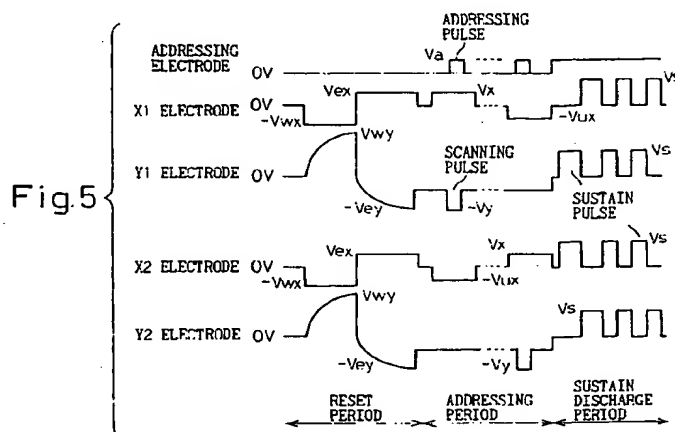 ADDRESSING
PULSE
ADDRESSING
ELECTRODE
0V
Va
Vs
X1 ELECTRODE
0V
-Vwx
Vex
Vx
-Vux
Y1 ELECTRODE
0V
Vwy
-Vey
SCANNING
PULSE
-Vy
Vs
SUSTAIN
PULSE
Fig.5
X2 ELECTRODE
0V
-Vwx
Vex
Vx
-Vux
Vs
Y2 ELECTRODE
0V
Vwy
-Vey
-Vy
Vs
RESET
PERIOD
ADDRESSING
PERIOD
SUSTAIN
DISCHARGE
PERIOD